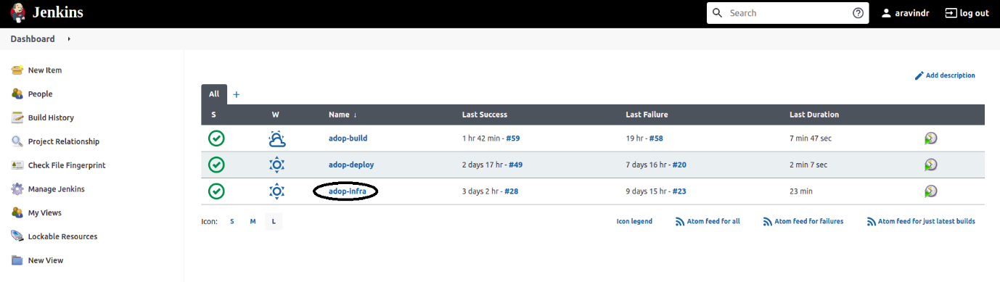 Jenkins Search aravindr log out
Dashboard
New Item
People
Build History
Project Relationship
Check File Fingerprint
Manage Jenkins
My Views
Lockable Resources
New View
Add description
All +
S W Name ↓ Last Success Last Failure Last Duration
adop-build 1 hr 42 min - #59 19 hr - #58 7 min 47 sec
adop-deploy 2 days 17 hr - #49 7 days 16 hr - #20 2 min 7 sec
adop-infra 3 days 2 hr - #28 9 days 15 hr - #23 23 min
Icon: S M L Icon legend Atom feed for all Atom feed for failures Atom feed for just latest builds